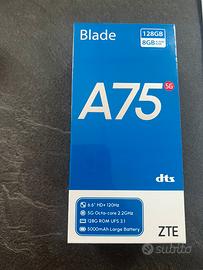 Blade
128GB
8GB
A75
5G
dts
6.6" HD+ 120Hz
5G Octa-core 2.2GHz
128G ROM UFS 3.1
5000mAh Large Battery
ZTE
subito